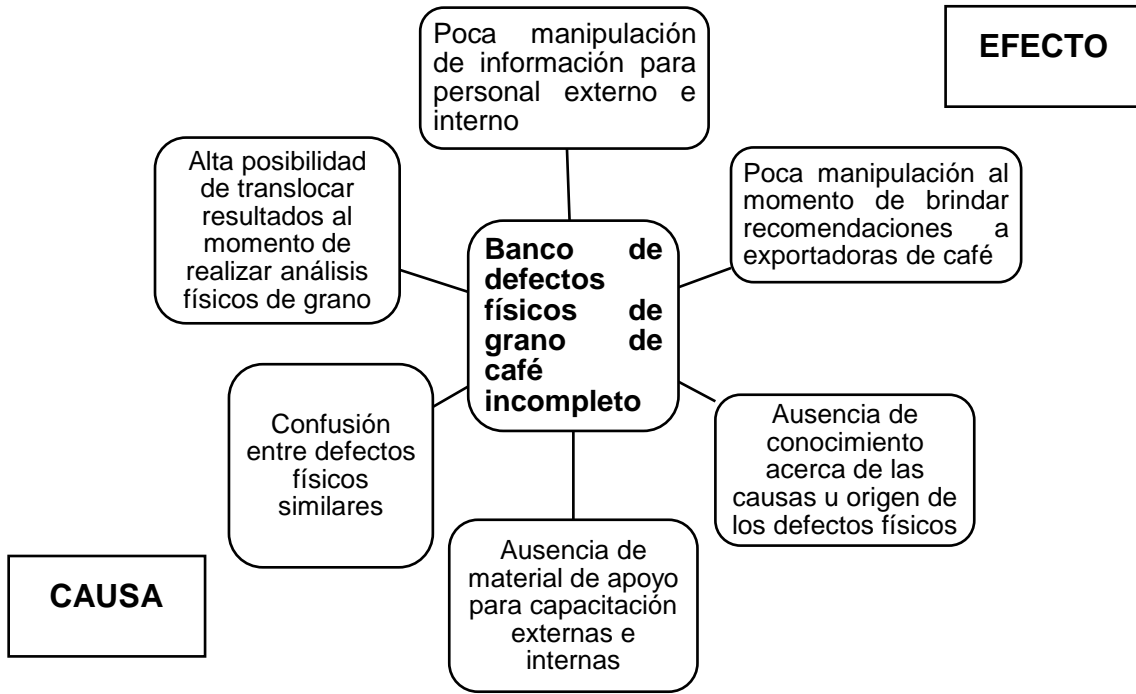 Poca manipulación
de información para
personal externo e
interno
EFECTO
Alta posibilidad
de translocar
resultados al
momento de
realizar análisis
físicos de grano
Poca manipulación al
momento de brindar
recomendaciones a
exportadoras de café
Banco de
defectos
físicos de
grano de
café
incompleto
Confusión
entre defectos
físicos
similares
Ausencia de
conocimiento
acerca de las
causas u origen de
los defectos físicos
Ausencia de
material de apoyo
para capacitación
externas e
internas
CAUSA